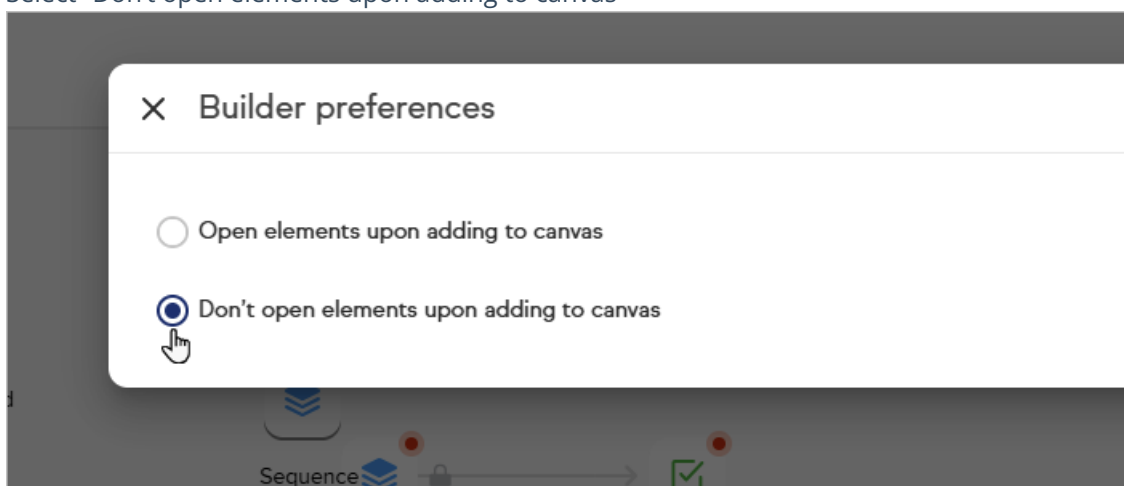 Select "Don't open elements upon adding to canvas"
Builder preferences
Open elements upon adding to canvas
Don't open elements upon adding to canvas
Sequence